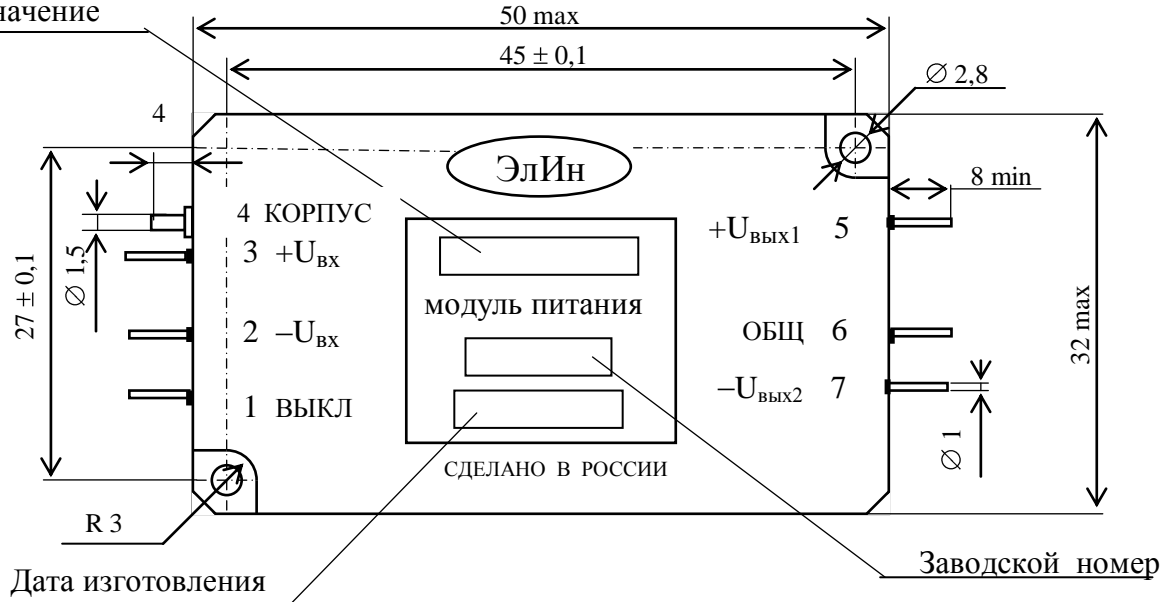 значение
50 max
45 ± 0,1
∅ 2,8
4
ЭлИн
8 min
4 КОРПУС
+Uвых1 5
3 +Uвх
27 ± 0,1
∅ 1,5
модуль питания
2 −Uвх
ОБЩ 6
32 max
−Uвых2 7
1 ВЫКЛ
∅ 1
СДЕЛАНО В РОССИИ
R 3
Заводской номер
Дата изготовления